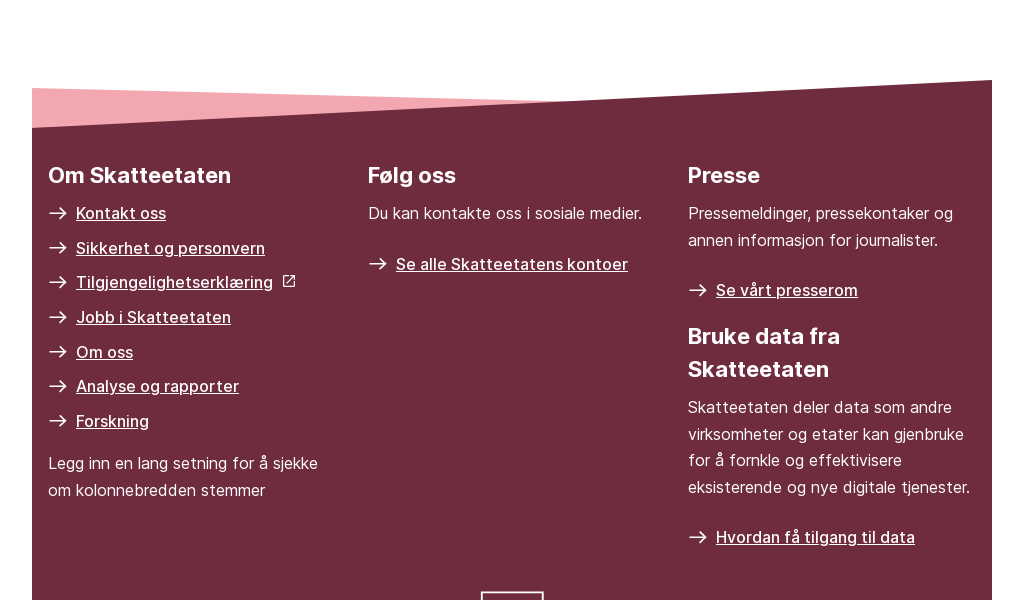 Om Skatteetaten
Kontakt oss
Sikkerhet og personvern
Tilgjengelighetserklæring
Jobb i Skatteetaten
Om oss
Analyse og rapporter
Forskning
Legg inn en lang setning for å sjekke
om kolonnebredden stemmer
Følg oss
Du kan kontakte oss i sosiale medier.
Se alle Skatteetatens kontoer
Presse
Pressemeldinger, pressekontaker og
annen informasjon for journalister.
Se vårt presserom
Bruke data fra
Skatteetaten
Skatteetaten deler data som andre
virksomheter og etater kan gjenbruke
for å fornkle og effektivisere
eksisterende og nye digitale tjenester.
Hvordan få tilgang til data